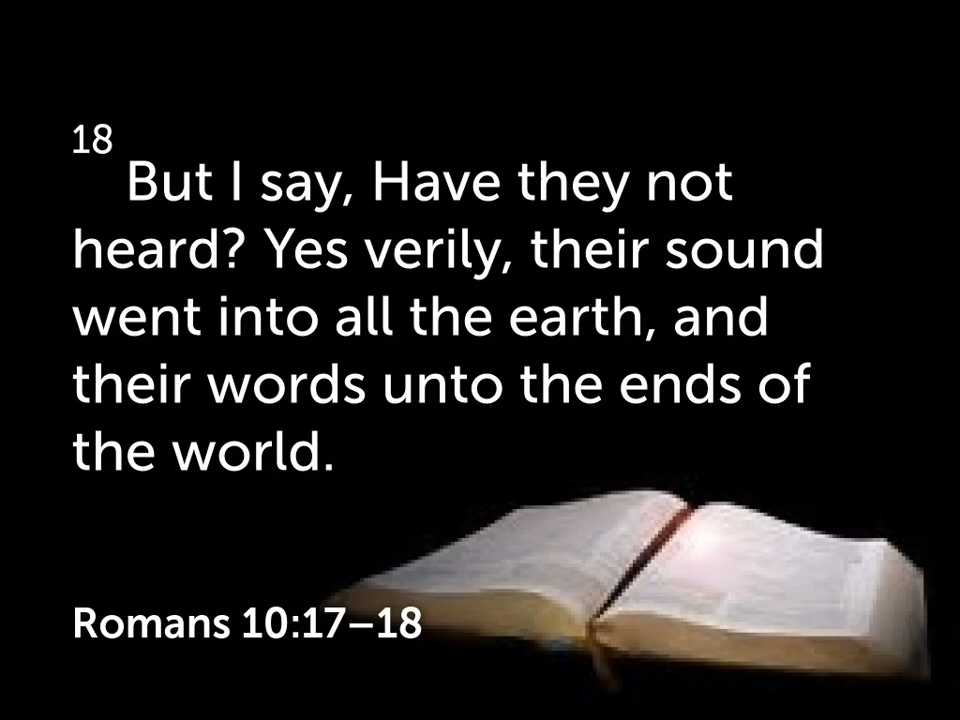 18
But I say, Have they not
heard? Yes verily, their sound
went into all the earth, and
their words unto the ends of
the world.
Romans 10:17–18